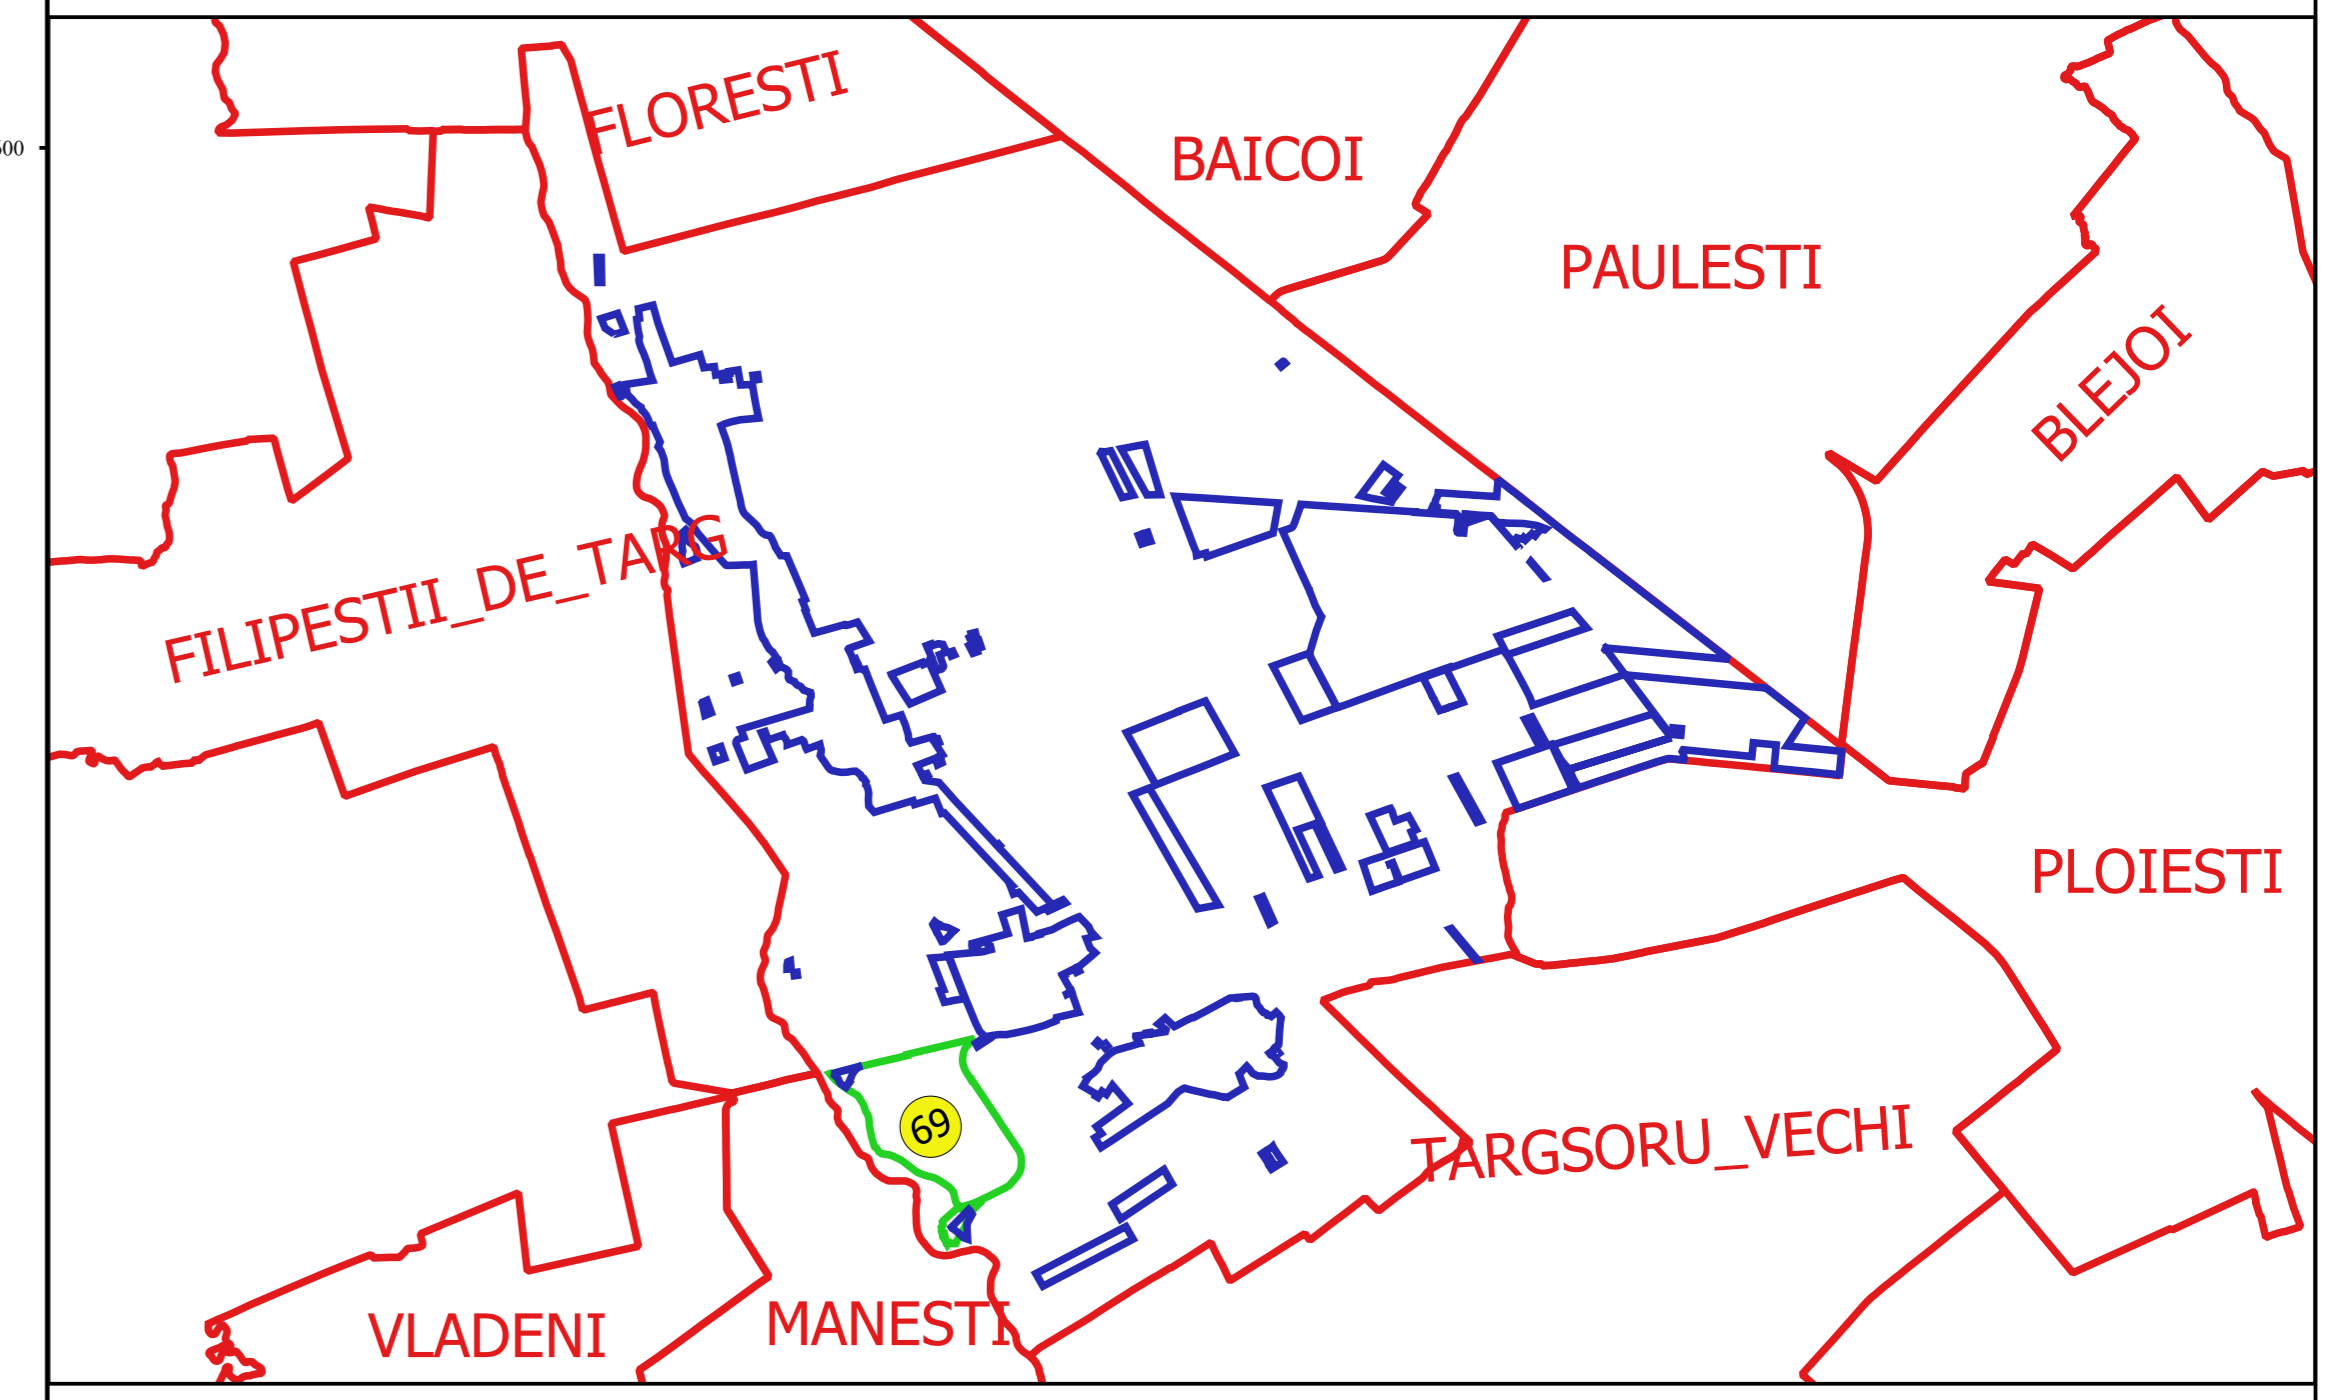 FLORESTI
BAICOI
PAULESTI
BLEJOI
FILIPESTII_DE_TARG
PLOIESTI
69
TARGSORU_VECHI
MANESTI
VLADENI